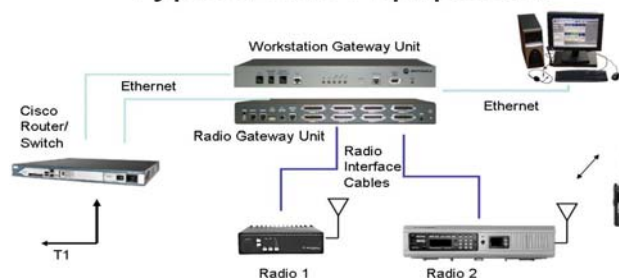 Workstation Gateway Unit
Ethernet
Ethernet
Cisco
Router/
Switch
Radio Gateway Unit
Radio
Interface
Cables
T1
Radio 1
Radio 2